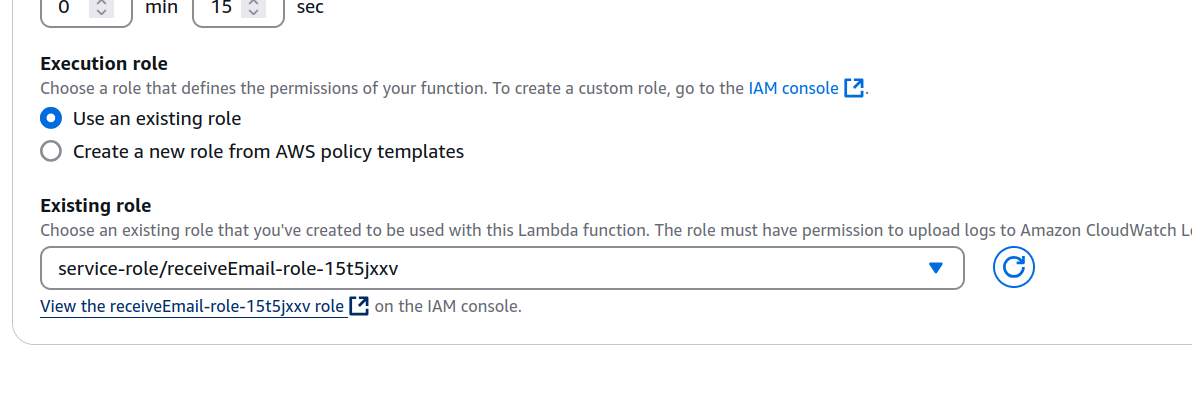 0 min 15 sec
Execution role
Choose a role that defines the permissions of your function. To create a custom role, go to the IAM console .
Use an existing role
Create a new role from AWS policy templates
Existing role
Choose an existing role that you've created to be used with this Lambda function. The role must have permission to upload logs to Amazon CloudWatch
service-role/receiveEmail-role-15t5jxxv
View the receiveEmail-role-15t5jxxv role on the IAM console.